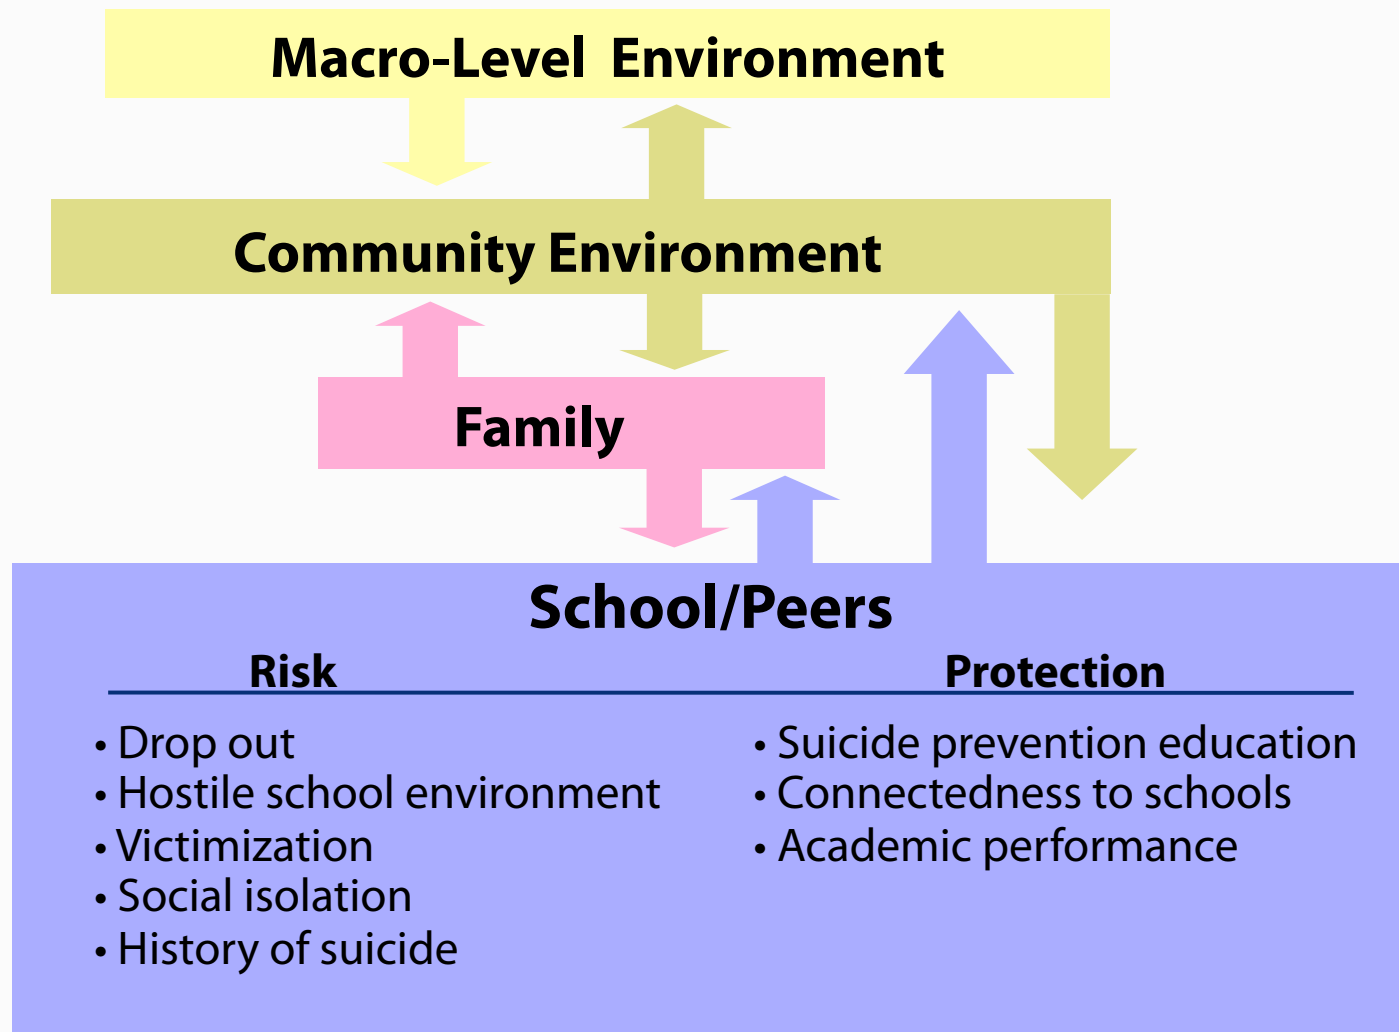 Macro-Level Environment
Community Environment
Family
School/Peers
Risk
Protection
• Drop out
• Hostile school environment
• Victimization
• Social isolation
• History of suicide
• Suicide prevention education
• Connectedness to schools
• Academic performance